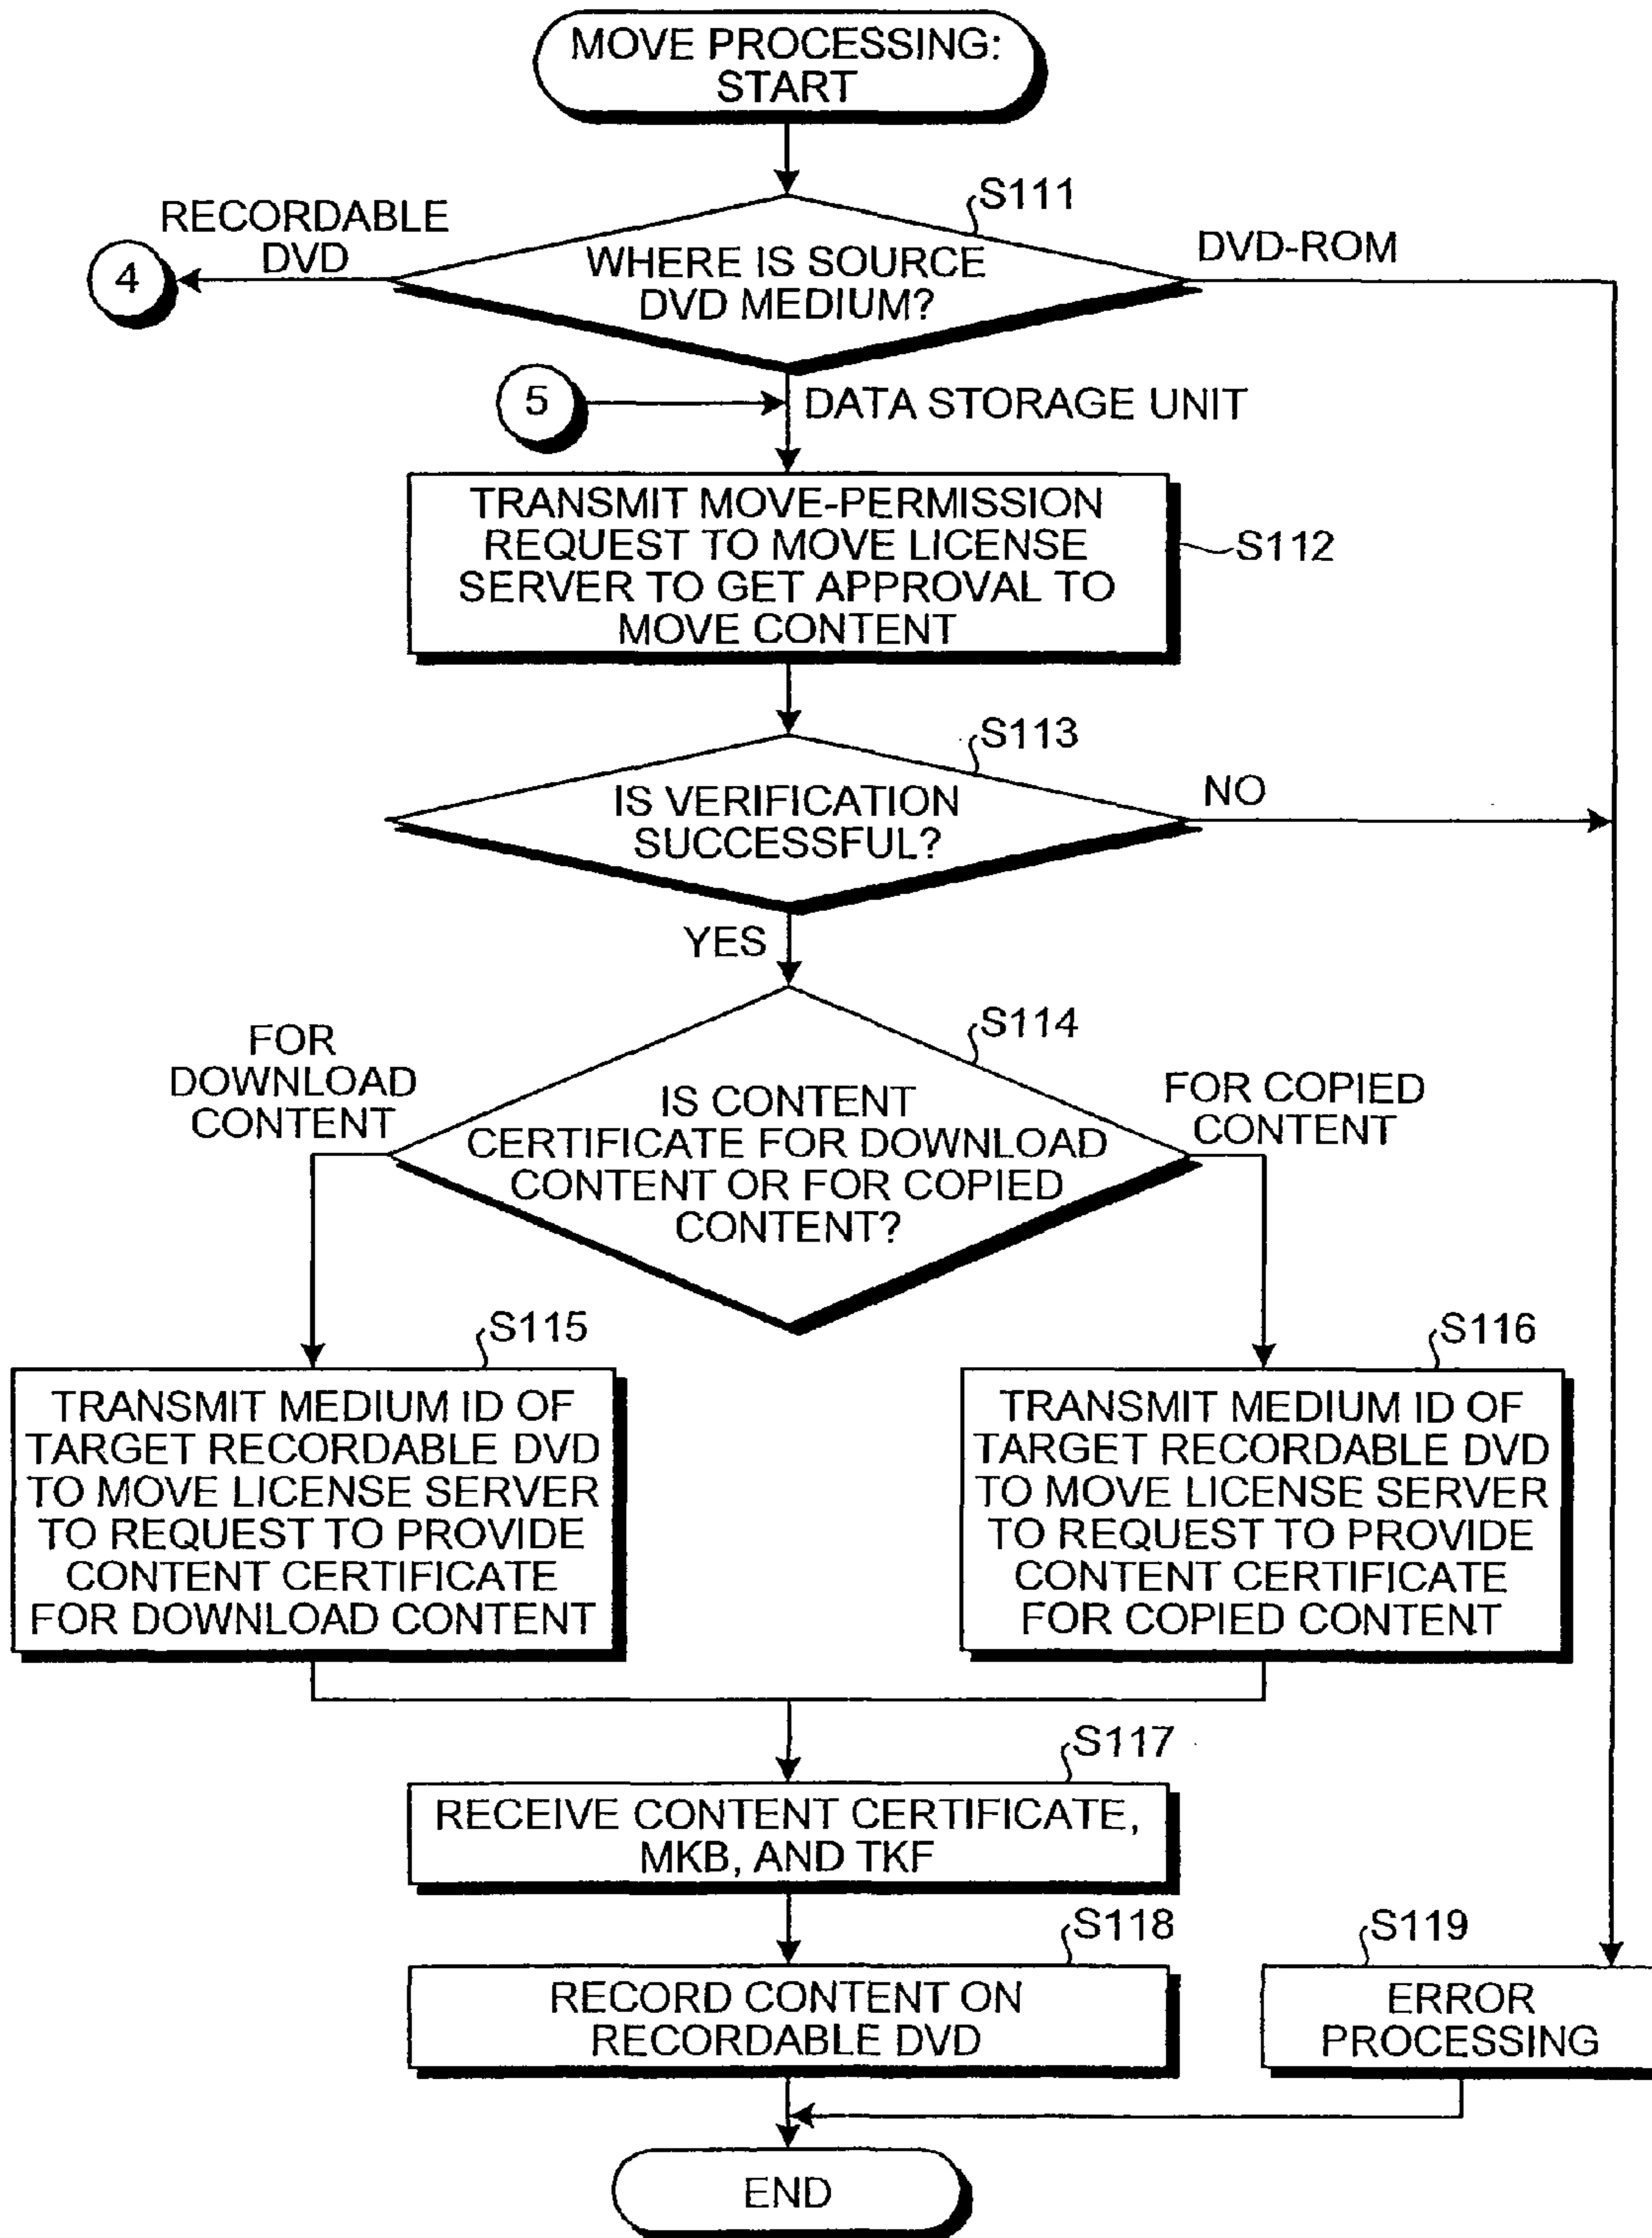 MOVE PROCESSING:
START
S111
RECORDABLE
DVD
4
WHERE IS SOURCE
DVD MEDIUM?
DVD-ROM
5
DATA STORAGE UNIT
TRANSMIT MOVE-PERMISSION
REQUEST TO MOVE LICENSE
SERVER TO GET APPROVAL TO
MOVE CONTENT
S112
S113
IS VERIFICATION
SUCCESSFUL?
NO
YES
S114
FOR
DOWNLOAD
CONTENT
IS CONTENT
CERTIFICATE FOR DOWNLOAD
CONTENT OR FOR COPIED
CONTENT?
FOR COPIED
CONTENT
S115
TRANSMIT MEDIUM ID OF
TARGET RECORDABLE DVD
TO MOVE LICENSE SERVER
TO REQUEST TO PROVIDE
CONTENT CERTIFICATE
FOR DOWNLOAD CONTENT
S116
TRANSMIT MEDIUM ID OF
TARGET RECORDABLE DVD
TO MOVE LICENSE SERVER
TO REQUEST TO PROVIDE
CONTENT CERTIFICATE
FOR COPIED CONTENT
S117
RECEIVE CONTENT CERTIFICATE,
MKB, AND TKF
S118
RECORD CONTENT ON
RECORDABLE DVD
S119
ERROR
PROCESSING
END